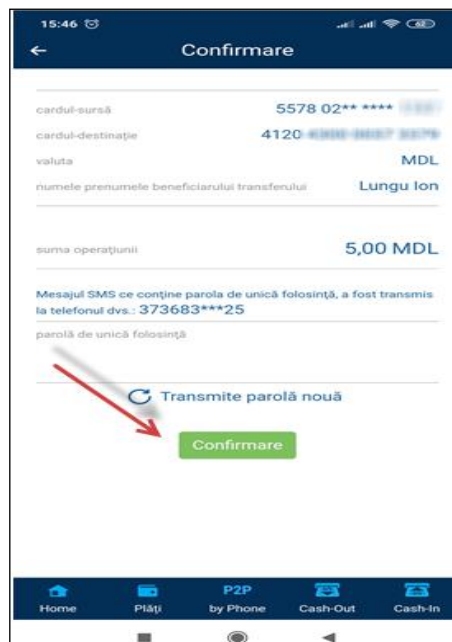 15:46
62
Confirmare
cardul-sursă 5578 02** ****
cardul-destinație 4120
valuta MDL
numele prenumele beneficiarului transferului Lungu Ion
suma operațiunii 5,00 MDL
Mesajul SMS ce conține parola de unică folosință, a fost transmis
la telefonul dvs.: 373683***25
parolă de unică folosință
Transmite parolă nouă
Confirmare
P2P
Home Plăți by Phone Cash-Out Cash-In